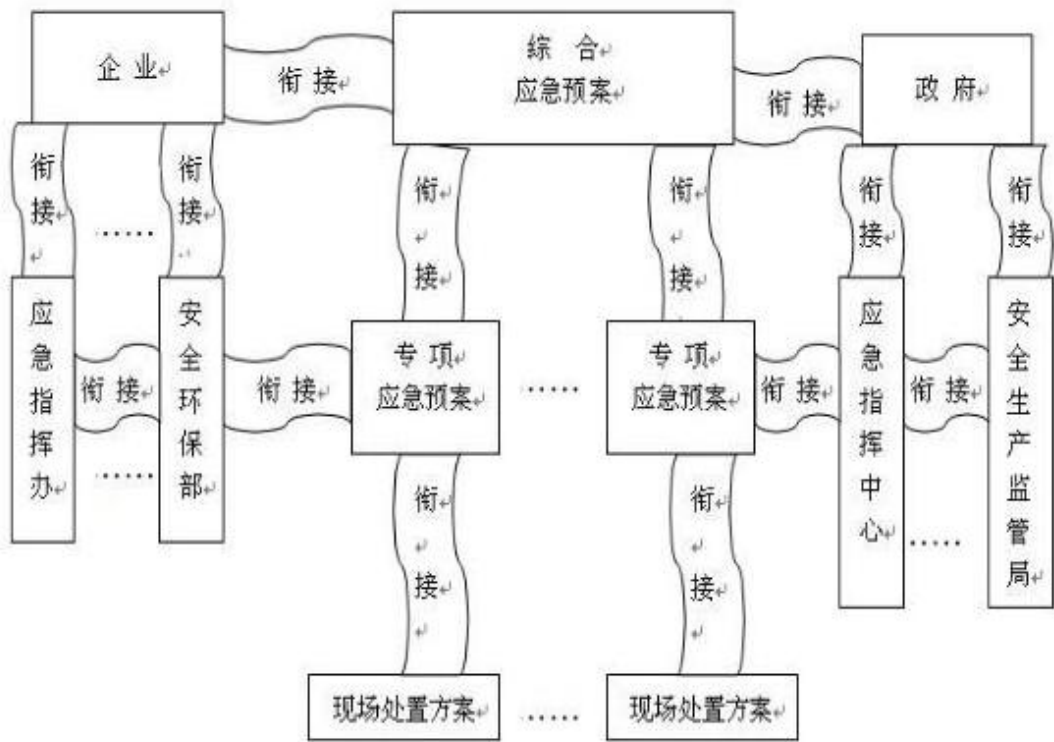 企 业
衔 接
综 合
应急预案
衔 接
政 府
衔
接
衔
接
·····
衔
接
衔
接
衔
接
衔
接
应
急
指
挥
办
衔 接
·····
安
全
环
保
部
衔 接
专 项
应急预案
·····
专 项
应急预案
衔 接
应
急
指
挥
中
心
衔 接
·····
安
全
生
产
监
管
局
衔
接
衔
接
现场处置方案
·····
现场处置方案